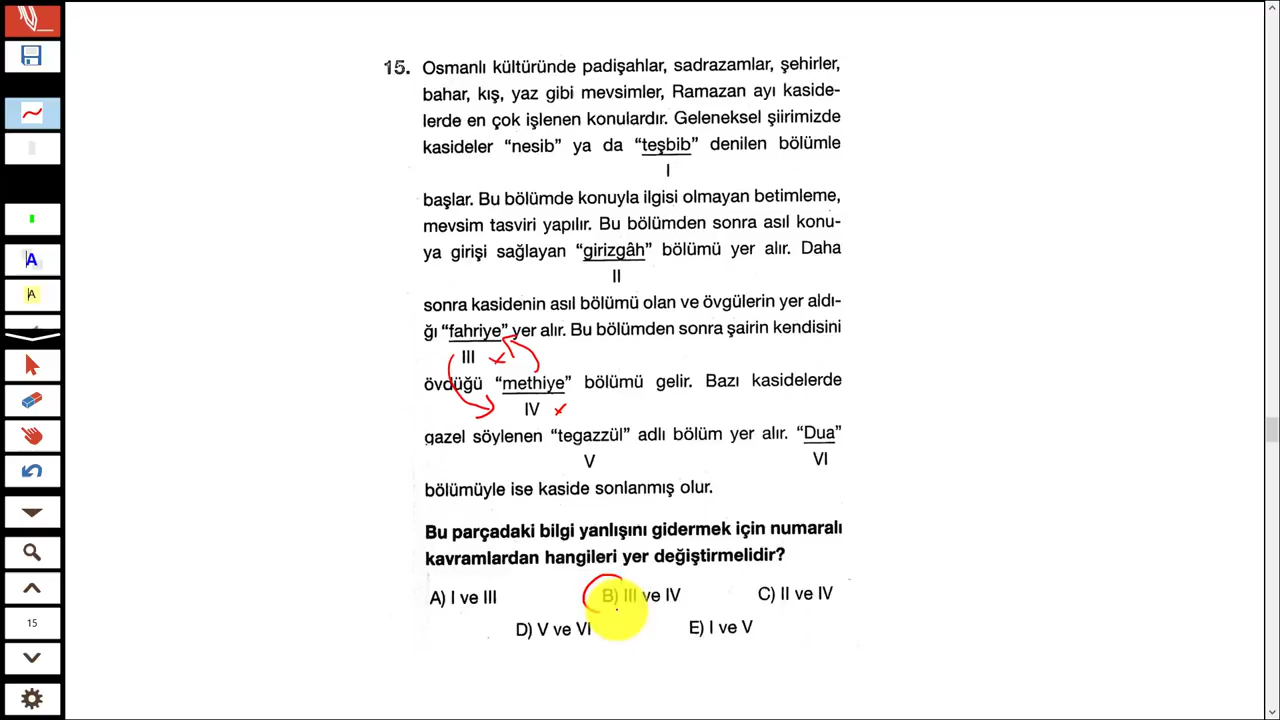 15. Osmanlı kültüründe padişahlar, sadrazamlar, şehirler,
bahar, kış, yaz gibi mevsimler, Ramazan ayı kaside-
lerde en çok işlenen konulardır. Geleneksel şiirimizde
kasideler “nesib” ya da “teşbib” denilen bölümle
I
başlar. Bu bölümde konuyla ilgisi olmayan betimleme,
mevsim tasviri yapılır. Bu bölümden sonra asıl konu-
ya girişi sağlayan “girizgâh” bölümü yer alır. Daha
II
sonra kasidenin asıl bölümü olan ve övgülerin yer aldı-
ğı “fahriye” yer alır. Bu bölümden sonra şairin kendisini
III
övdüğü “methiye” bölümü gelir. Bazı kasidelerde
IV
gazel söylenen “tegazzül” adlı bölüm yer alır. “Dua”
V VI
bölümüyle ise kaside sonlanmış olur.
Bu parçadaki bilgi yanlışını gidermek için numaralı
kavramlardan hangileri yer değiştirmelidir?
A) I ve III B) III ve IV C) II ve IV
D) V ve VI E) I ve V
A
A
15